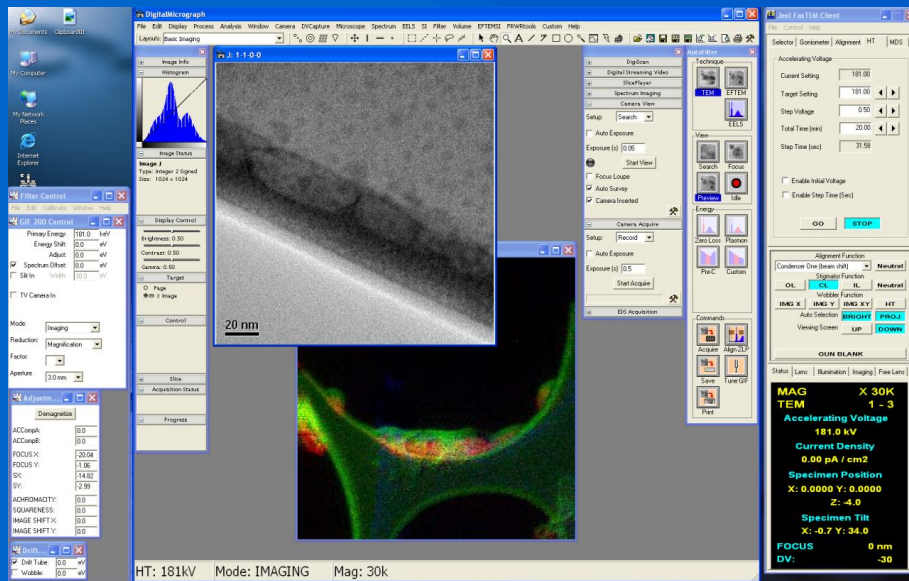 My Documents
Clipboard01
My Computer
My Network
Places
Internet
Explorer
Filter Control
File Edit Calibrate Window Help
GIF 200 Control
Primary Energy: 181.0 keV
Energy Shift: 0.0 eV
Adjust: 0.0 eV
Spectrum Offset: 0.0 eV
Slit In Width: 30.0 eV
TV Camera In
Mode: Imaging
Reduction: Magnification
Factor:
Aperture 3.0 mm
Adjustm...
Demagnetize
ACCompA: 0.0
ACCompB: 0.0
FOCUS X: -20.04
FOCUS Y: -1.06
SX: -14.82
SY: -2.99
ACHROMACITY: 0.0
SQUARENESS: 0.0
IMAGE SHIFT X: 0.0
IMAGE SHIFT Y: 0.0
Drift...
Drift Tube: 0.0 eV
Wobble: 0.0 eV
DigitalMicrograph
File Edit Display Process Analysis Window Camera DVCapture Microscope Spectrum EELS SI Filter Volume EFTEMSI FRWRtools Custom Help
Layouts: Basic Imaging
Image Info
Histogram
Image Status
Image J
Type: Integer 2 Signed
Size: 1024 x 1024
Display Control
Brightness: 0.50
Contrast: 0.50
Gamma: 0.50
Target
Page
Image
Control
Slice
Acquisition Status
Progress
J: 1-1-0-0
20 nm
DigiScan
Digital Streaming Video
SlicePlayer
Spectrum Imaging
Camera View
Setup: Search
Auto Exposure
Exposure (s) 0.05
Start View
Focus Loupe
Auto Survey
Camera Inserted
Camera Acquire
Setup: Record
Auto Exposure
Exposure (s) 0.5
Start Acquire
EDS Acquisition
AutoFilter
Technique
TEM EFTEM
EELS
View
Search Focus
Preview Idle
Energy
Zero Loss Plasmon
Pre-C Custom
Commands
Acquire Align ZLP
Save Tune GIF
Print
HT: 181kV Mode: IMAGING Mag: 30k
Jeol FasTEM Client
File Control Help
Selector Goniometer Alignment HT MDS
Accelerating Voltage
Current Setting 181.00
Target Setting 181.00
Step Voltage 0.50
Total Time (min) 20.00
Step Time (sec) 31.58
Enable Initial Voltage
Enable Step Time (Sec)
GO STOP
Alignment Function
Condenser One (beam shift) Neutral
Stigmator Function
OL CL IL Neutral
Wobbler Function
IMG X IMG Y IMG XY HT
Auto Selection BRIGHT PROJ
Viewing Screen UP DOWN
GUN BLANK
Status Lens Illumination Imaging Free Lens
MAG X 30K
TEM 1 - 3
Accelerating Voltage
181.0 kV
Current Density
0.00 pA / cm2
Specimen Position
X: 0.0000 Y: 0.0000
Z: -4.0
Specimen Tilt
X: -0.7 Y: 34.0
FOCUS 0 nm
DV: -30